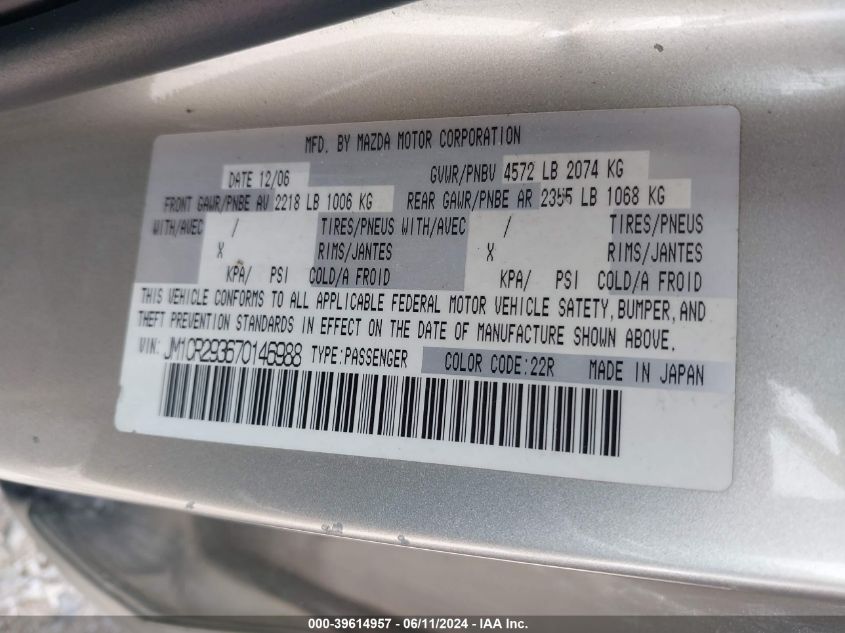 MFD. BY MAZDA MOTOR CORPORATION
DATE 12/06 GVWR/PNBV 4572 LB 2074 KG
FRONT GAWR/PNBE AV 2218 LB 1006 KG REAR GAWR/PNBE AR 2355 LB 1068 KG
WITH/AVEC / TIRES/PNEUS WITH/AVEC / TIRES/PNEUS
X RIMS/JANTES X RIMS/JANTES
KPA/ PSI COLD/A FROID KPA/ PSI COLD/A FROID
THIS VEHICLE CONFORMS TO ALL APPLICABLE FEDERAL MOTOR VEHICLE SAFETY, BUMPER, AND
THEFT PREVENTION STANDARDS IN EFFECT ON THE DATE OF MANUFACTURE SHOWN ABOVE.
VIN: JM1CR293670146988 TYPE:PASSENGER COLOR CODE:22R MADE IN JAPAN
000-39614957 - 06/11/2024 - IAA Inc.